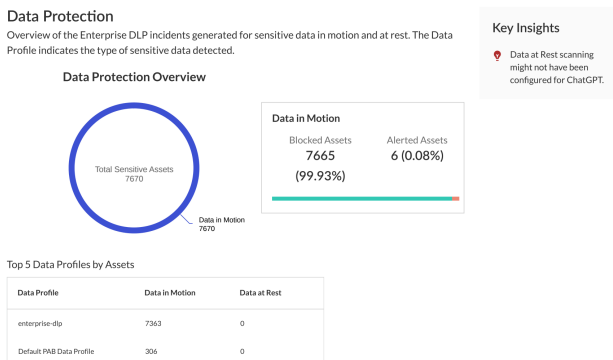 Data Protection
Overview of the Enterprise DLP incidents generated for sensitive data in motion and at rest. The Data
Profile indicates the type of sensitive data detected.
Key Insights
Data at Rest scanning
might not have been
configured for ChatGPT.
Data Protection Overview
Total Sensitive Assets
7670
Data in Motion
7670
Data in Motion
Blocked Assets
7665
(99.93%)
Alerted Assets
6 (0.08%)
Top 5 Data Profiles by Assets
Data Profile Data in Motion Data at Rest
enterprise-dlp 7363 0
Default PAB Data Profile 306 0